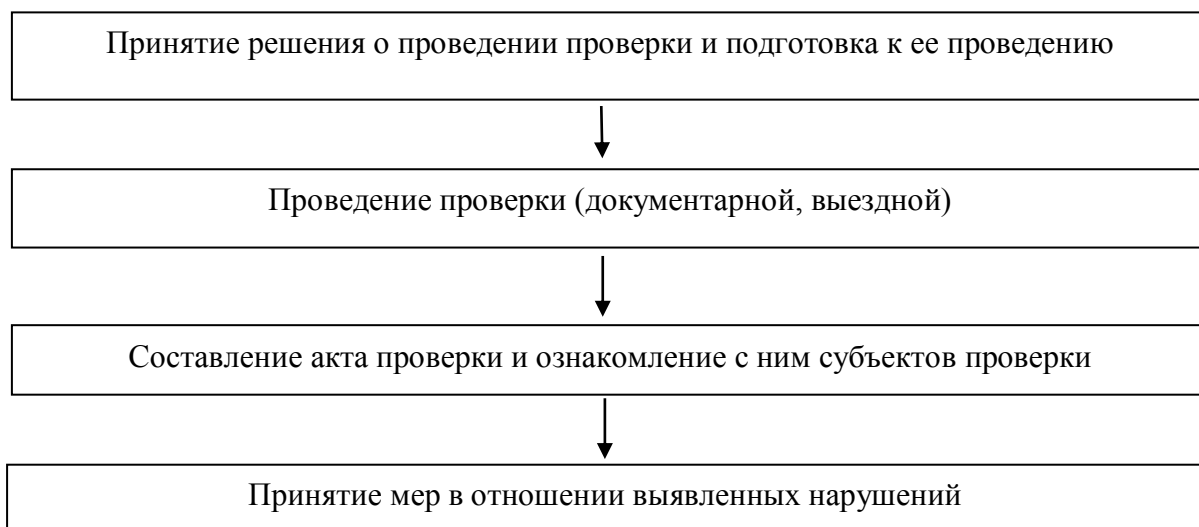 Принятие решения о проведении проверки и подготовка к ее проведению
Проведение проверки (документарной, выездной)
Составление акта проверки и ознакомление с ним субъектов проверки
Принятие мер в отношении выявленных нарушений